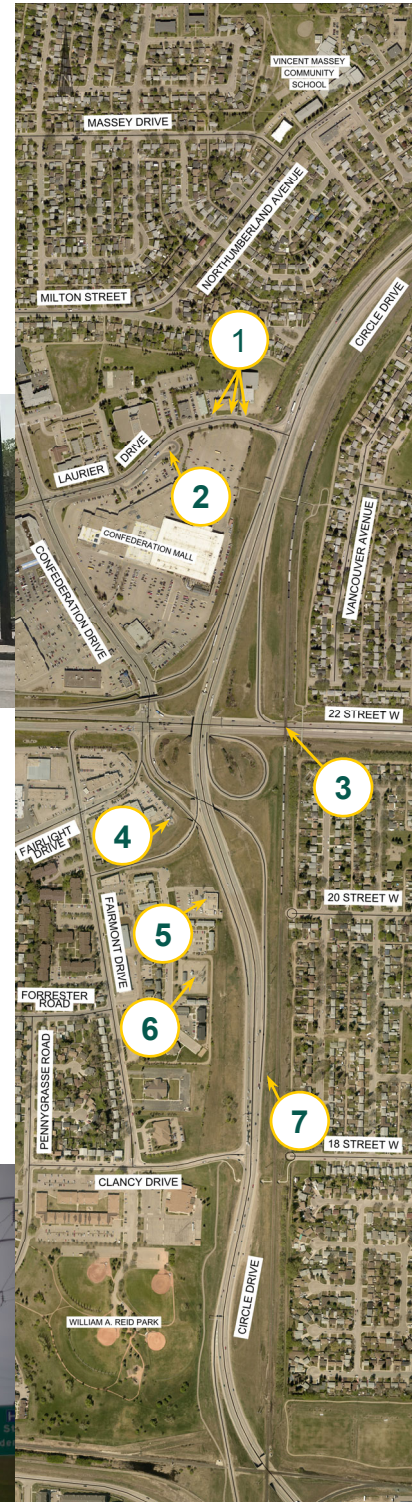 VINCENT MASSEY
COMMUNITY
SCHOOL
MASSEY DRIVE
NORTHUMBERLAND AVENUE
MILTON STREET
CIRCLE DRIVE
1
LAURIER DRIVE
2
CONFEDERATION MALL
VANCOUVER AVENUE
CONFEDERATION DRIVE
22 STREET W
3
4
FAIRLIGHT
DRIVE
20 STREET W
5
FAIRMONT DRIVE
FORRESTER
ROAD
6
PENNYGRASSE ROAD
7
18 STREET W
CLANCY DRIVE
CIRCLE DRIVE
WILLIAM A. REID PARK